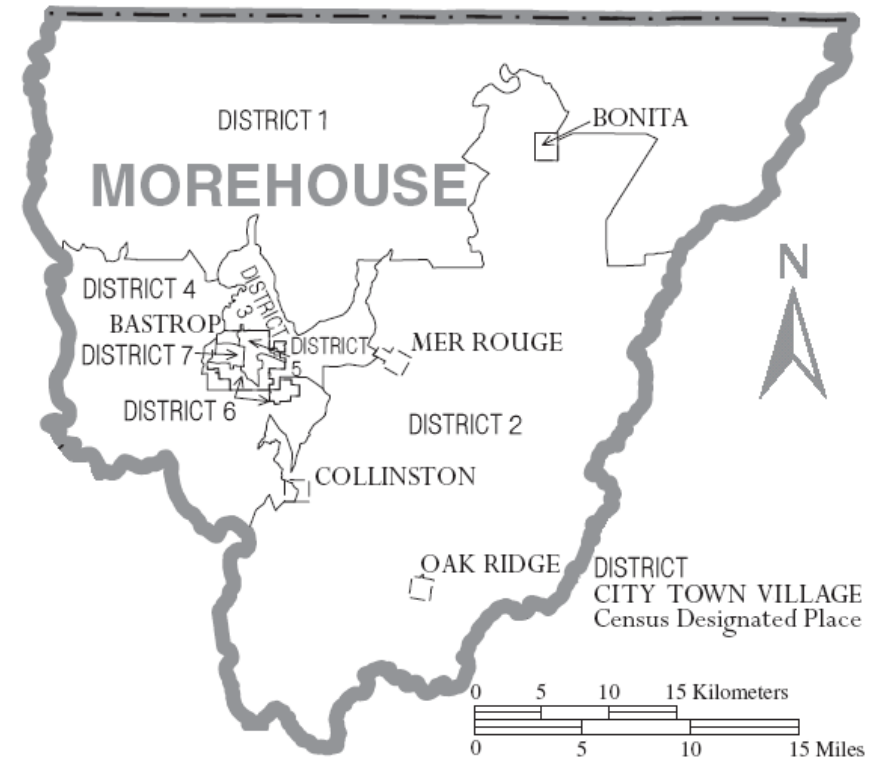 DISTRICT 1
BONITA
MOREHOUSE
N
DISTRICT 4
DISTRICT 3
BASTROP
DISTRICT 7
DISTRICT 5
MER ROUGE
DISTRICT 6
DISTRICT 2
COLLINSTON
OAK RIDGE
DISTRICT
CITY TOWN VILLAGE
Census Designated Place
0 5 10 15 Kilometers
0 5 10 15 Miles